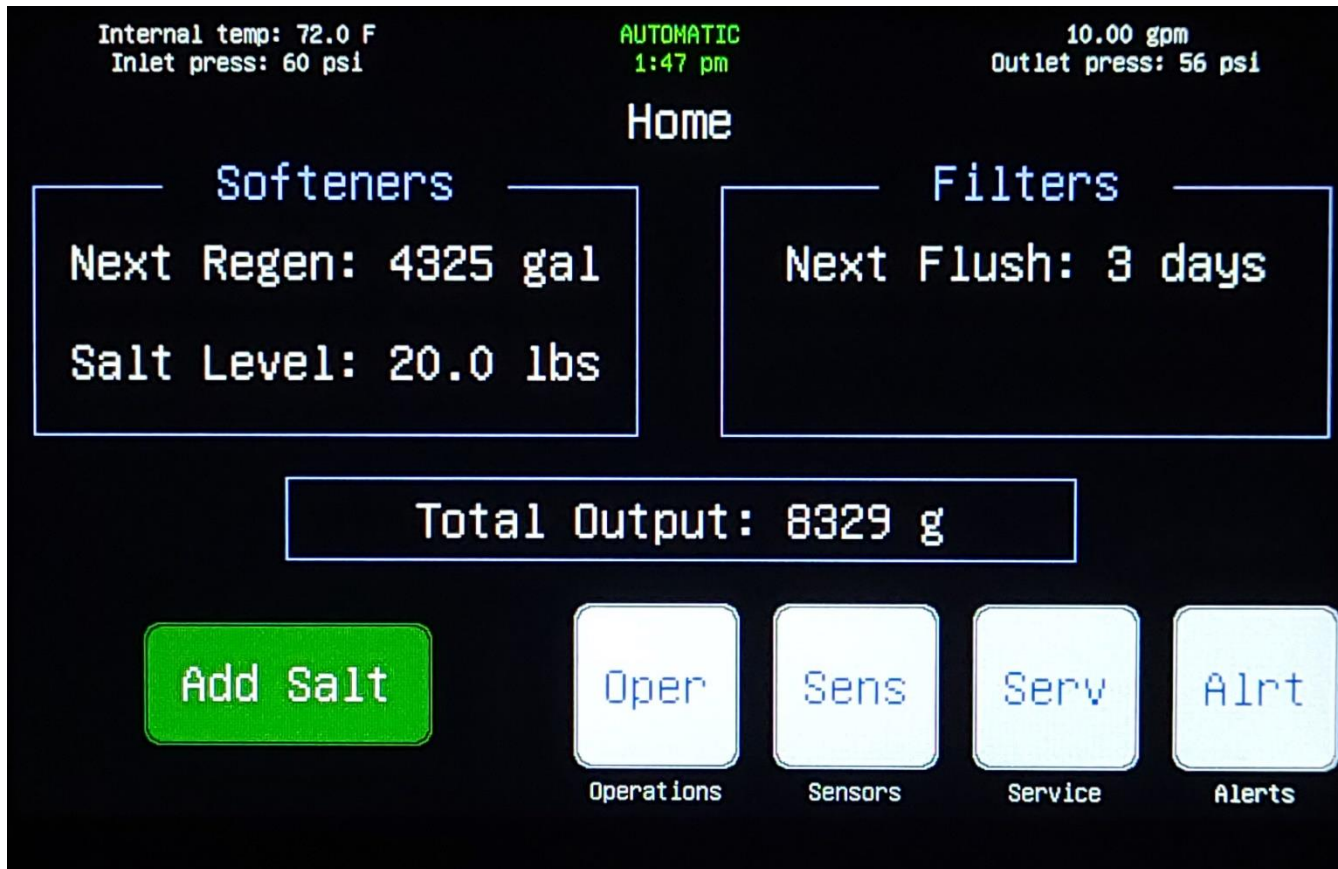 Internal temp: 72.0 F
Inlet press: 60 psi
AUTOMATIC
1:47 pm
10.00 gpm
Outlet press: 56 psi
Home
Softeners
Next Regen: 4325 gal
Salt Level: 20.0 lbs
Filters
Next Flush: 3 days
Total Output: 8329 g
Add Salt
Oper
Sens
Serv
Alrt
Operations
Sensors
Service
Alerts